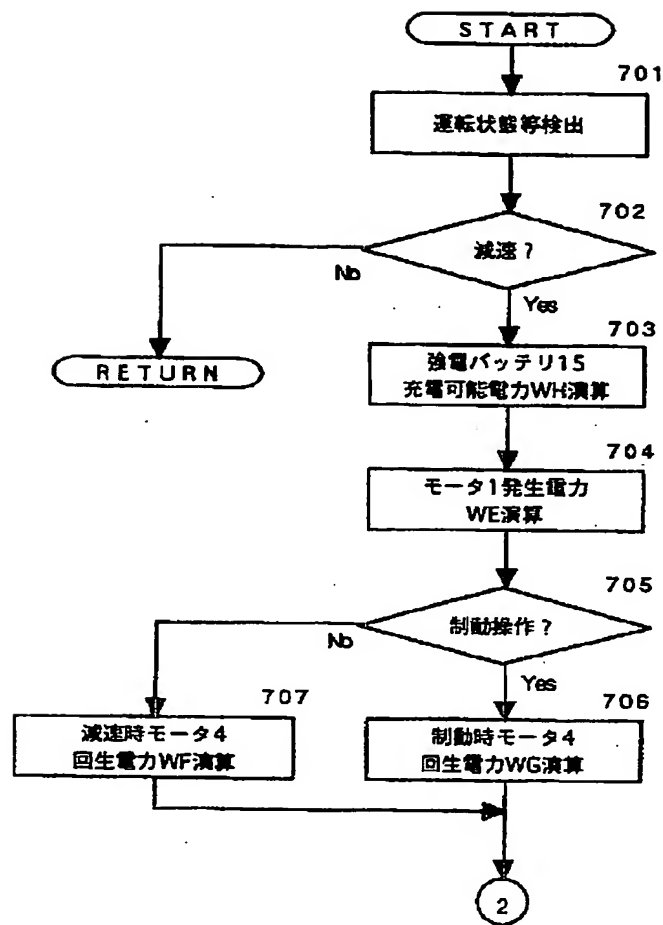 START
701
運転状態等検出
702
減速?
No
Yes
RETURN
703
強電バッテリ15
充電可能電力WH演算
704
モータ1発生電力
WE演算
705
制動操作?
No
Yes
707
減速時モータ4
回生電力WF演算
706
制動時モータ4
回生電力WG演算
2